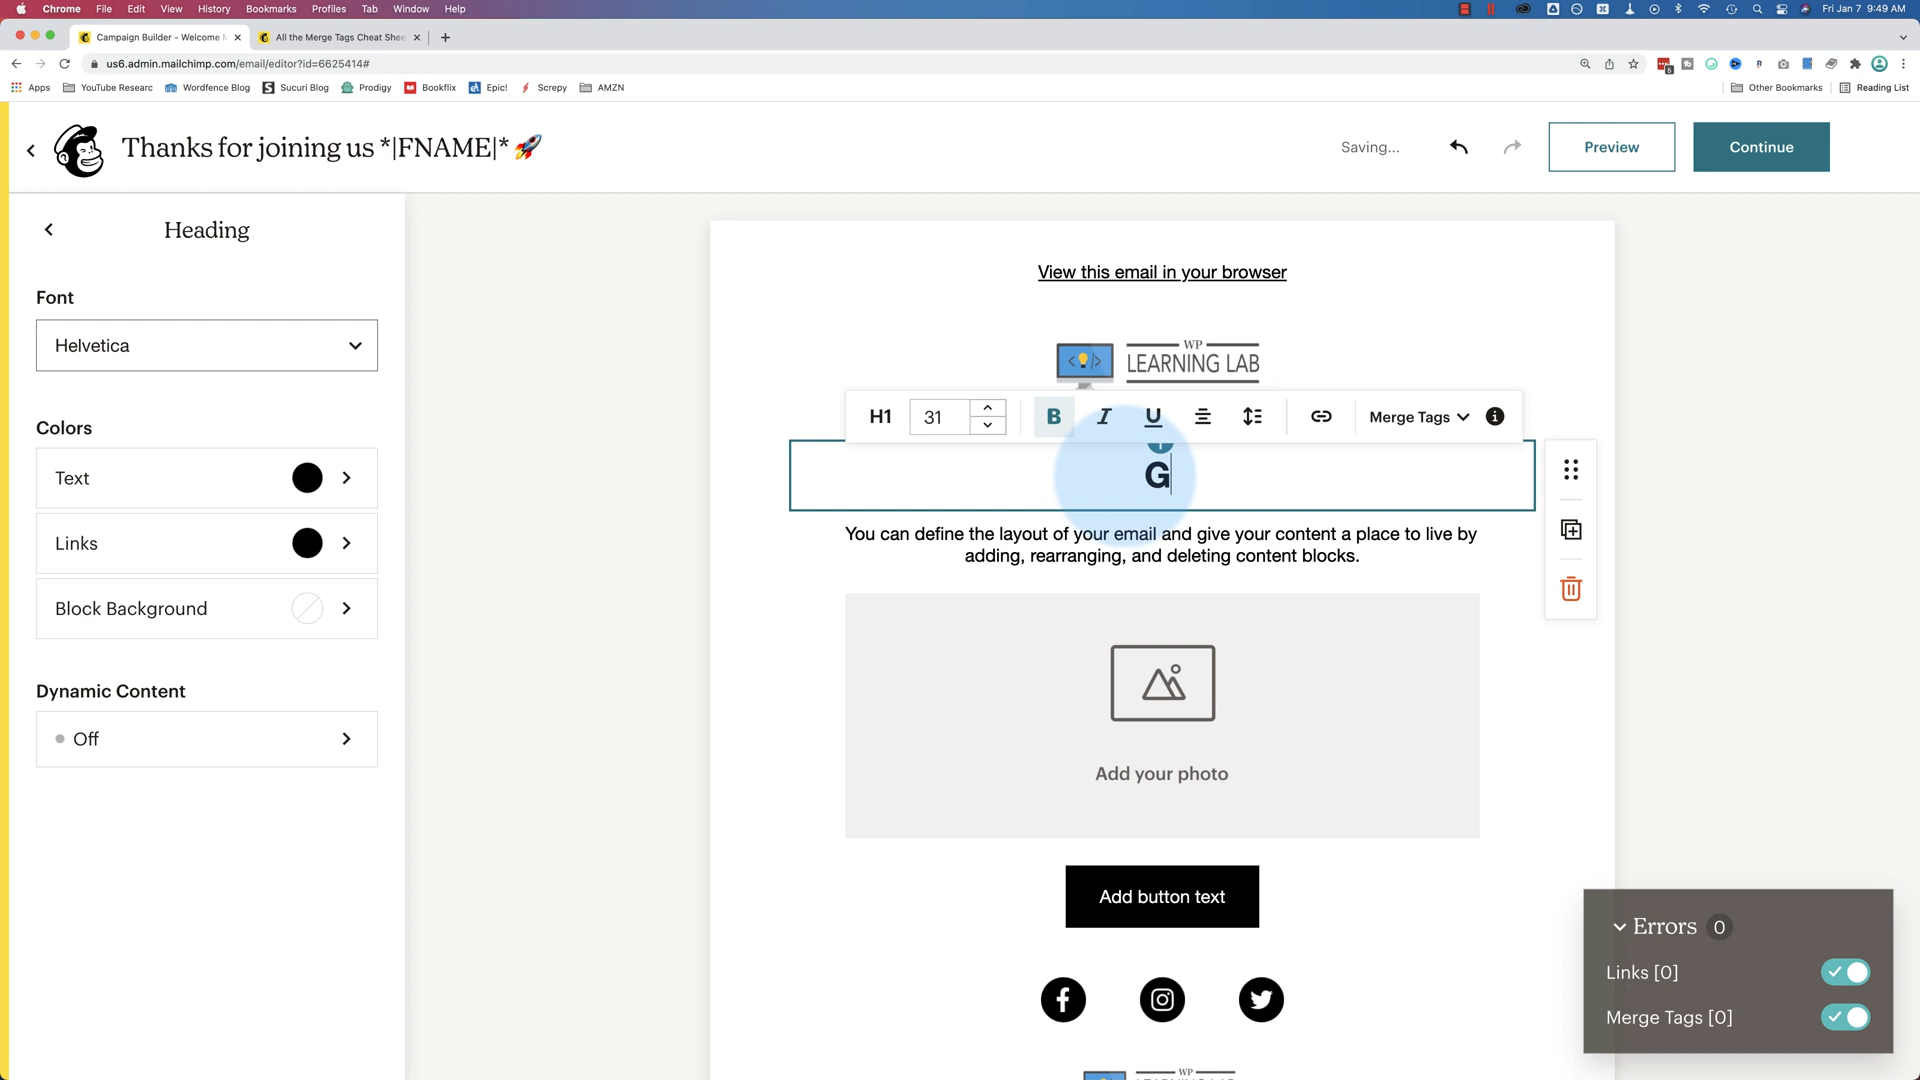 Chrome File Edit View History Bookmarks Profiles Tab Window Help Fri Jan 7 9:49 AM
Campaign Builder - Welcome All the Merge Tags Cheat Shee
us6.admin.mailchimp.com/email/editor?id=6625414#
Apps YouTube Researc Wordfence Blog Sucuri Blog Prodigy Bookflix Epic! Screpy AMZN Other Bookmarks Reading List
Thanks for joining us *|FNAME|* 🚀 Saving... Preview Continue
Heading
Font
Helvetica
Colors
Text
Links
Block Background
Dynamic Content
Off
View this email in your browser
WP
LEARNING LAB
H1 31 B I U Merge Tags
G
You can define the layout of your email and give your content a place to live by
adding, rearranging, and deleting content blocks.
Add your photo
Add button text
WP
Errors 0
Links [0]
Merge Tags [0]